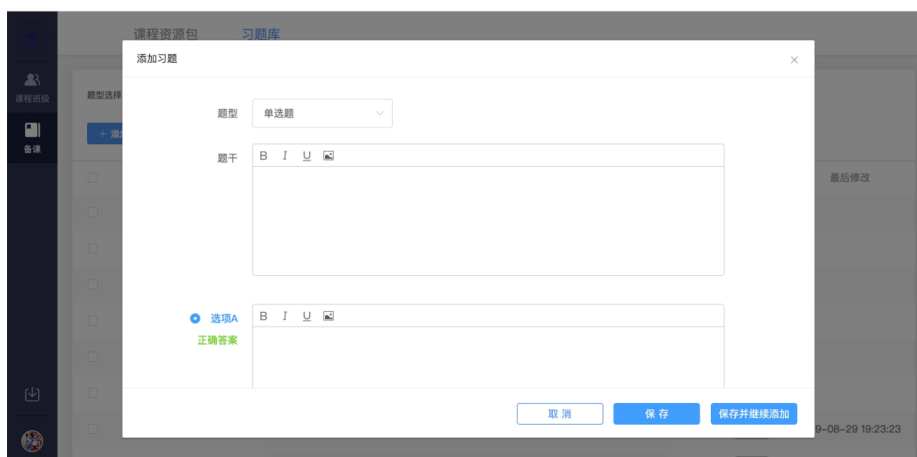 课程资源包 习题库
添加习题
课程班级
题型选择
题型 单选题
+ 添加
备课
题干 B I U
最后修改
选项A B I U
正确答案
取消 保存 保存并继续添加
9-08-29 19:23:23